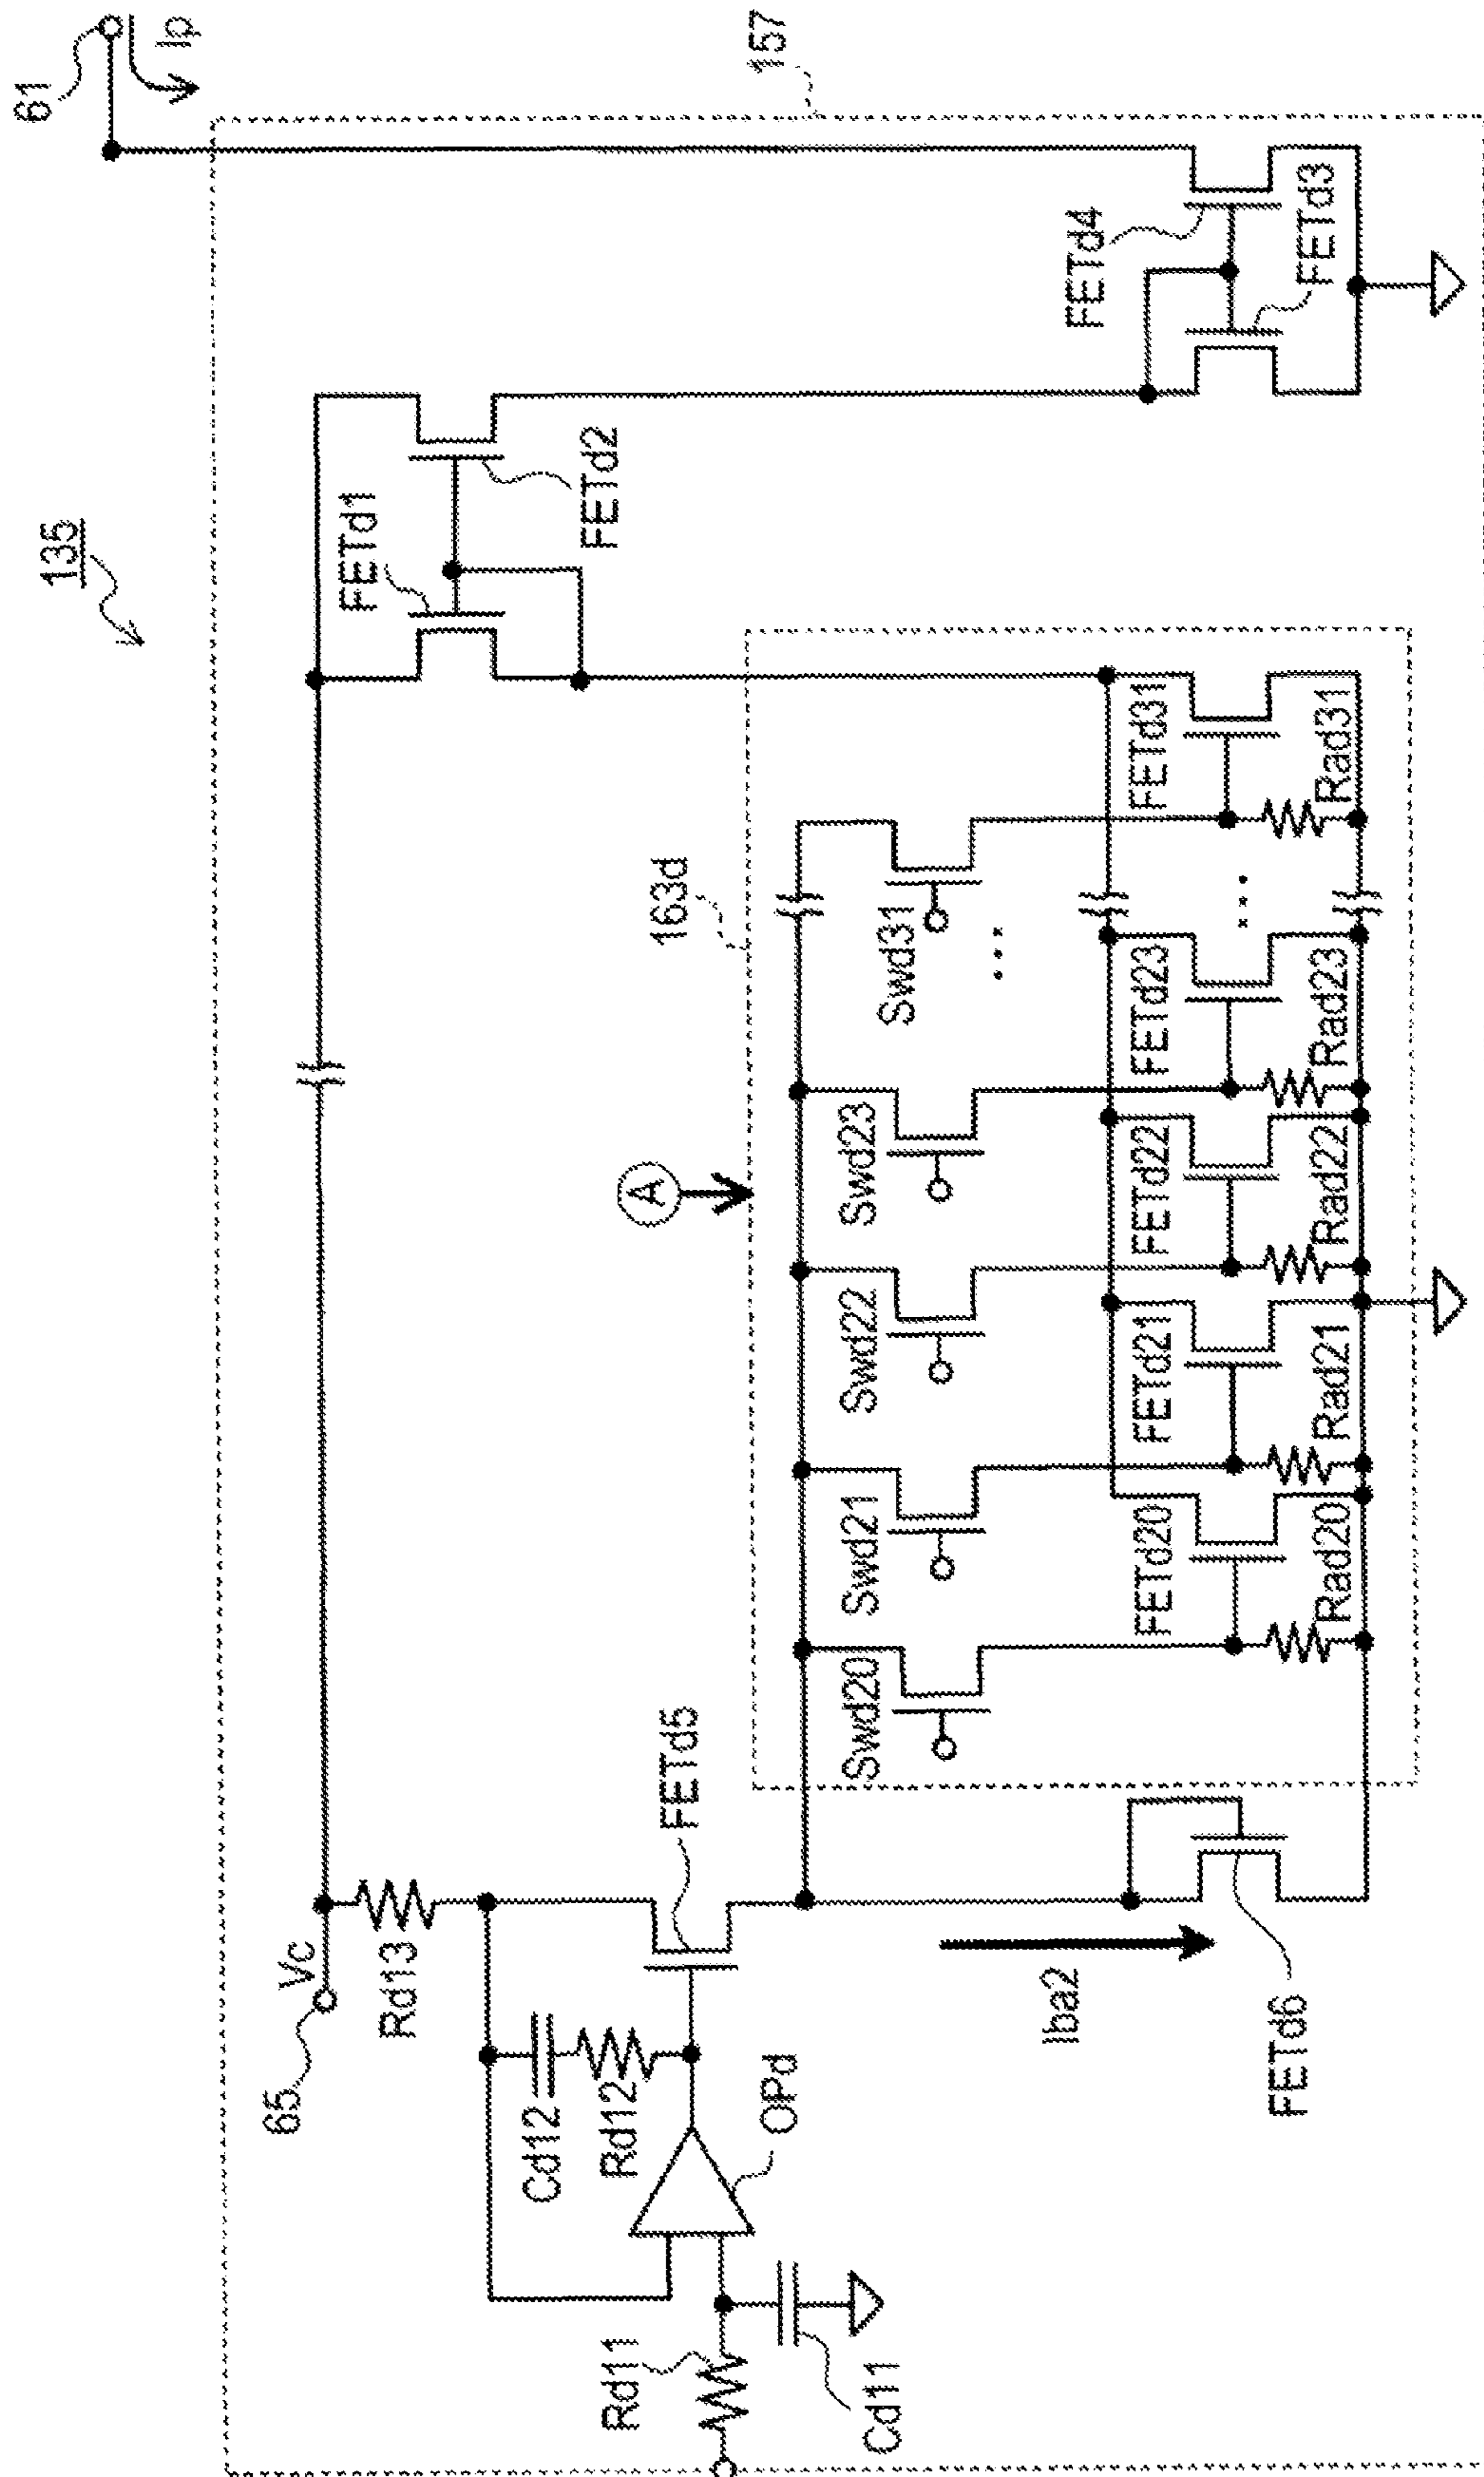 135
61
Ip
157
65
Vc
Rd13
FETd1
FETd2
FETd4
FETd3
Cd12
Rd12
FETd5
OPd
Rd11
Cd11
Iba2
FETd6
A
163d
Swd20
Swd21
Swd22
Swd23
Swd31
...
FETd20
FETd21
FETd22
FETd23
FETd31
...
Rad20
Rad21
Rad22
Rad23
Rad31